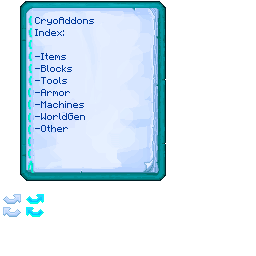 CryoAddons
Index:
-Items
-Blocks
-Tools
-Armor
-Machines
-WorldGen
-Other